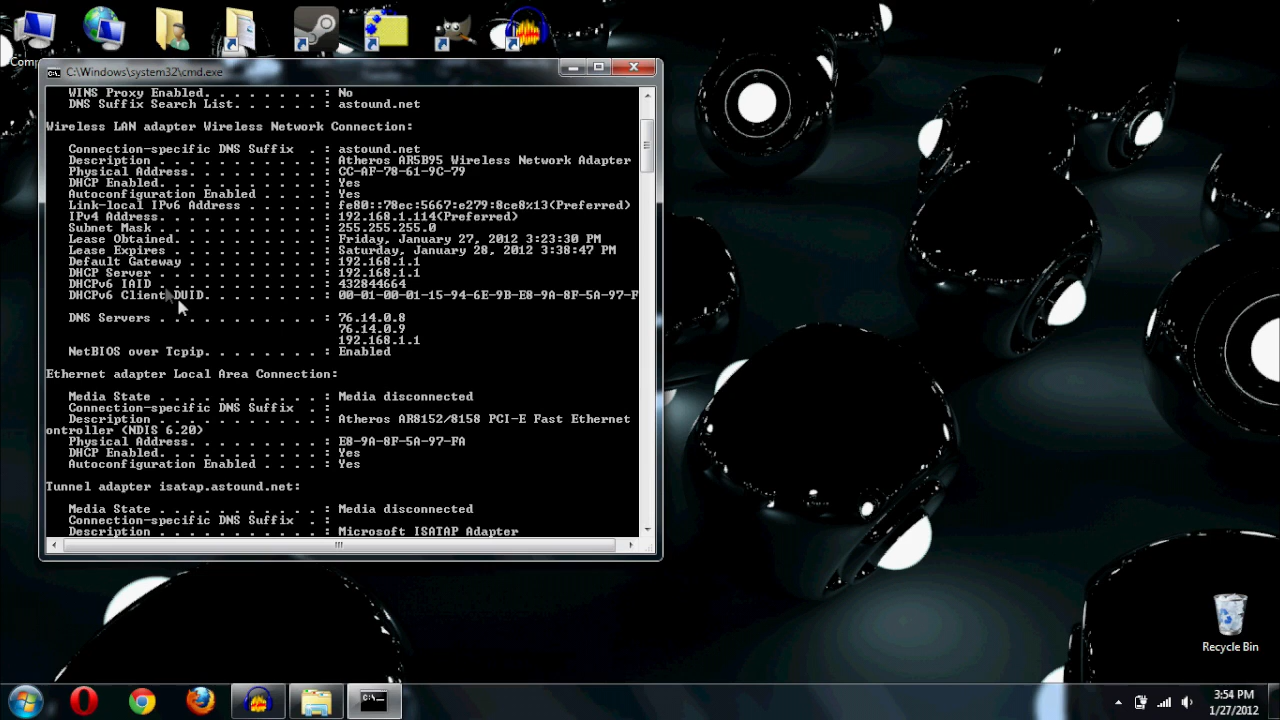 Comp
C:\Windows\system32\cmd.exe
WINS Proxy Enabled. . . . . . . . : No
DNS Suffix Search List. . . . . . : astound.net
Wireless LAN adapter Wireless Network Connection:
Connection-specific DNS Suffix  . : astound.net
Description . . . . . . . . . . . : Atheros AR5B95 Wireless Network Adapter
Physical Address. . . . . . . . . : CC-AF-78-61-9C-79
DHCP Enabled. . . . . . . . . . . : Yes
Autoconfiguration Enabled . . . . : Yes
Link-local IPv6 Address . . . . . : fe80::78ec:5667:e279:8ce8%13(Preferred)
IPv4 Address. . . . . . . . . . . : 192.168.1.114(Preferred)
Subnet Mask . . . . . . . . . . . : 255.255.255.0
Lease Obtained. . . . . . . . . . : Friday, January 27, 2012 3:23:30 PM
Lease Expires . . . . . . . . . . : Saturday, January 28, 2012 3:38:47 PM
Default Gateway . . . . . . . . . : 192.168.1.1
DHCP Server . . . . . . . . . . . : 192.168.1.1
DHCPv6 IAID . . . . . . . . . . . : 432844664
DHCPv6 Client DUID. . . . . . . . : 00-01-00-01-15-94-6E-9B-E8-9A-8F-5A-97-F
DNS Servers . . . . . . . . . . . : 76.14.0.8
76.14.0.9
192.168.1.1
NetBIOS over Tcpip. . . . . . . . : Enabled
Ethernet adapter Local Area Connection:
Media State . . . . . . . . . . . : Media disconnected
Connection-specific DNS Suffix  . :
Description . . . . . . . . . . . : Atheros AR8152/8158 PCI-E Fast Ethernet
ontroller (NDIS 6.20)
Physical Address. . . . . . . . . : E8-9A-8F-5A-97-FA
DHCP Enabled. . . . . . . . . . . : Yes
Autoconfiguration Enabled . . . . : Yes
Tunnel adapter isatap.astound.net:
Media State . . . . . . . . . . . : Media disconnected
Connection-specific DNS Suffix  . :
Description . . . . . . . . . . . : Microsoft ISATAP Adapter
Recycle Bin
3:54 PM
1/27/2012